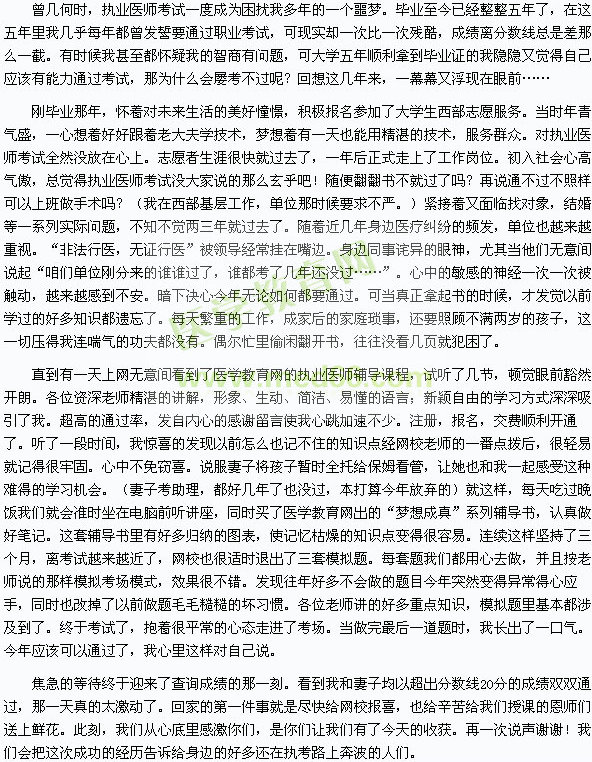 曾几何时，执业医师考试一度成为困扰我多年的一个噩梦。毕业至今已经整整五年了，在这
五年里我几乎每年都曾发誓要通过职业考试，可现实却一次比一次残酷，成绩离分数线总是差那
么一截。有时候我甚至都怀疑我的智商有问题，可大学五年顺利拿到毕业证的我隐隐又觉得自己
应该有能力通过考试，那为什么会屡考不过呢？回想这几年来，一幕幕又浮现在眼前……
刚毕业那年，怀着对未来生活的美好憧憬，积极报名参加了大学生西部志愿服务。当时年青
气盛，一心想着好好跟着老大夫学技术，梦想着有一天也能用精湛的技术，服务群众。对执业医
师考试全然没放在心上。志愿者生涯很快就过去了，一年后正式走上了工作岗位。初入社会心高
气傲，总觉得执业医师考试没大家说的那么玄乎吧！随便翻翻书不就过了吗？再说通不过不照样
可以上班做手术吗？（我在西部基层工作，单位那时候要求不严。）紧接着又面临找对象，结婚
等一系列实际问题，不知不觉两三年就过去了。随着近几年身边医疗纠纷的频发，单位也越来越
重视。“非法行医，无证行医”被领导经常挂在嘴边。身边同事诧异的眼神，尤其当他们无意间
说起“咱们单位刚分来的谁谁过了，谁都考了几年还没过……”。心中的敏感的神经一次一次被
触动，越来越感到不安。暗下决心今年无论如何都要通过。可当真正拿起书的时候，才发觉以前
学过的好多知识都遗忘了。每天繁重的工作，成家后的家庭琐事，还要照顾不满两岁的孩子，这
一切压得我连喘气的功夫都没有。偶尔忙里偷闲翻开书，往往没看几页就犯困了。
直到有一天上网无意间看到了医学教育网的执业医师辅导课程，试听了几节，顿觉眼前豁然
开朗。各位资深老师精湛的讲解，形象、生动、简洁、易懂的语言；新颖自由的学习方式深深吸
引了我。超高的通过率，发自内心的感谢留言使我心跳加速不少。注册，报名，交费顺利开通
了。听了一段时间，我惊喜的发现以前怎么也记不住的知识点经网校老师的一番点拨后，很轻易
就记得很牢固。心中不免窃喜。说服妻子将孩子暂时全托给保姆看管，让她也和我一起感受这种
难得的学习机会。（妻子考助理，都好几年了也没过，本打算今年放弃的）就这样，每天吃过晚
饭我们就会准时坐在电脑前听讲座，同时买了医学教育网出的“梦想成真”系列辅导书，认真做
好笔记。这套辅导书里有好多归纳的图表，使记忆枯燥的知识点变得很容易。连续这样坚持了三
个月，离考试越来越近了，网校也很适时退出了三套模拟题。每套题我们都用心去做，并且按老
师说的那样模拟考场模式，效果很不错。发现往年好多不会做的题目今年突然变得异常得心应
手，同时也改掉了以前做题毛毛糙糙的坏习惯。各位老师讲的好多重点知识，模拟题里基本都涉
及到了。终于考试了，抱着很平常的心态走进了考场。当做完最后一道题时，我长出了一口气。
今年应该可以通过了，我心里这样对自己说。
焦急的等待终于迎来了查询成绩的那一刻。看到我和妻子均以超出分数线20分的成绩双双通
过，那一天真的太激动了。回家的第一件事就是尽快给网校报喜，也给辛苦给我们授课的恩师们
送上鲜花。此刻，我们从心底里感激你们，是你们让我们有了今天的收获。再一次说声谢谢！我
们会把这次成功的经历告诉给身边的好多还在执考路上奔波的人们。
医学教育网
www.med66.com